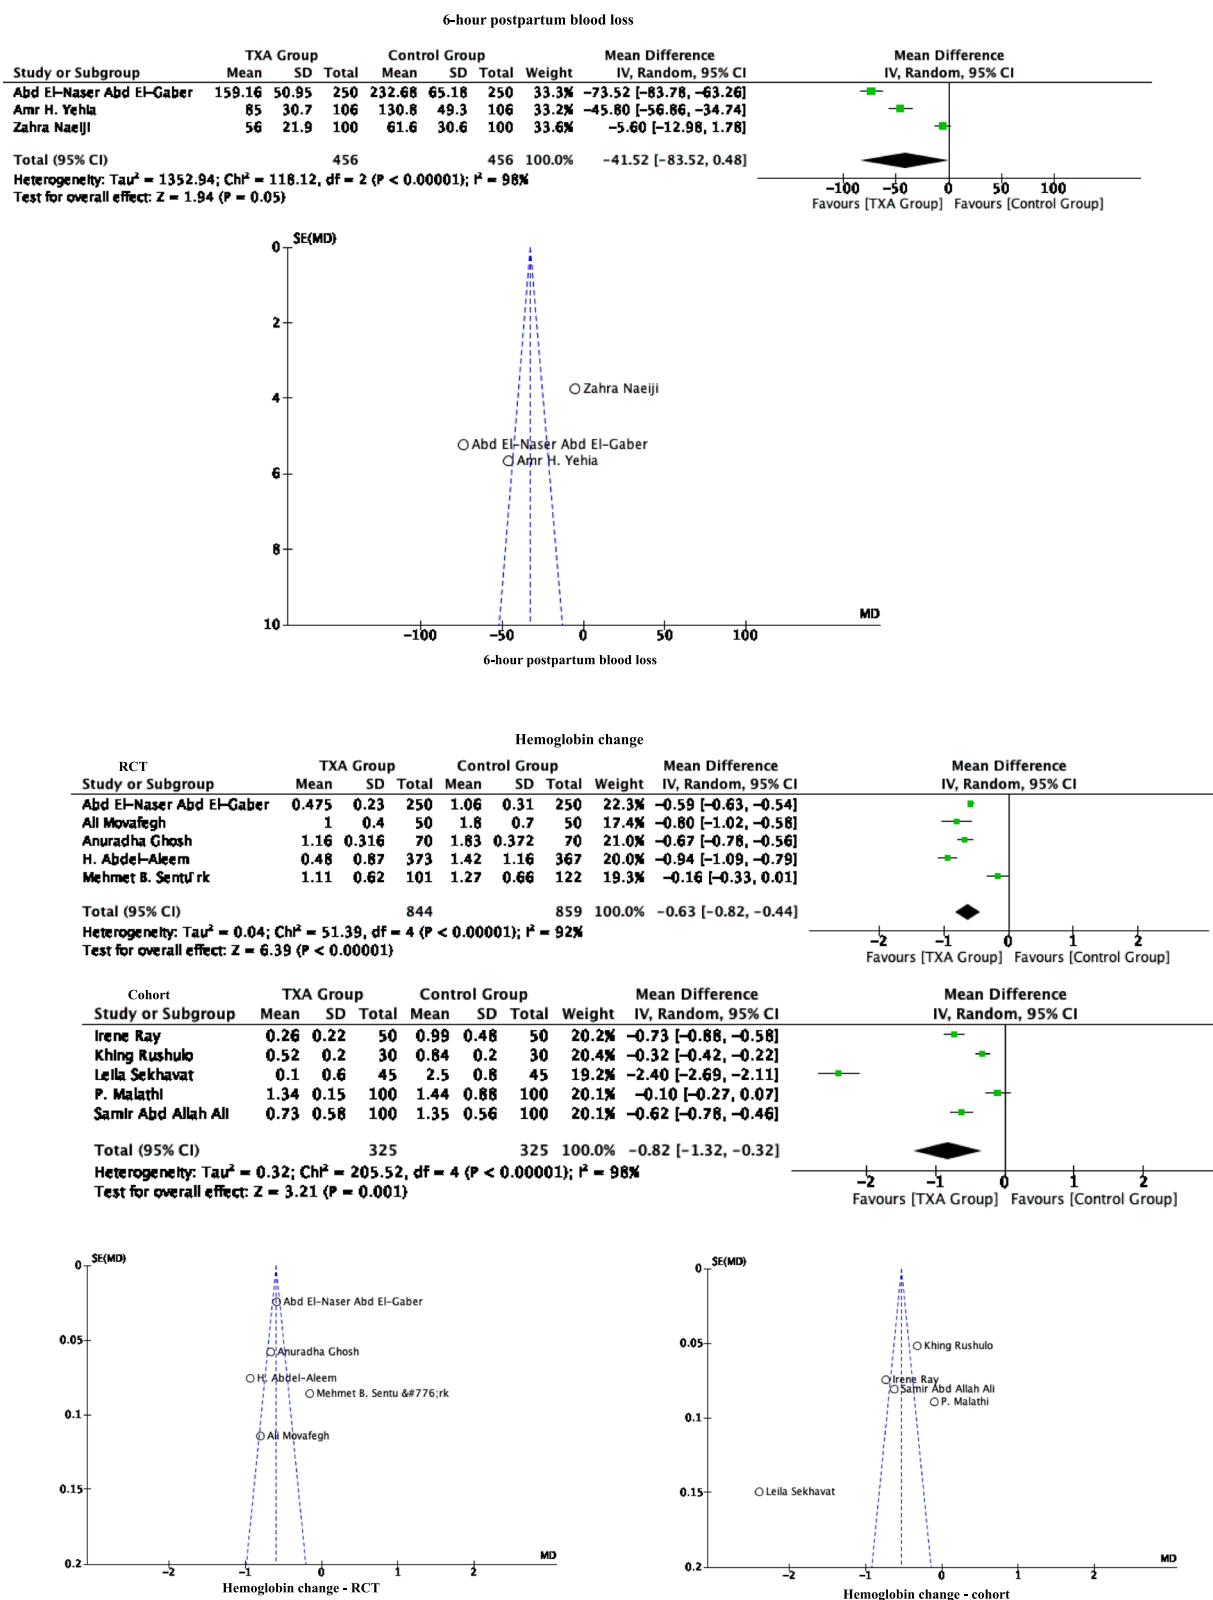 6-hour postpartum blood loss
TXA Group Control Group Mean Difference Mean Difference
Study or Subgroup Mean SD Total Mean SD Total Weight IV, Random, 95% CI IV, Random, 95% CI
Abd El-Naser Abd El-Gaber 159.16 50.95 250 232.68 65.18 250 33.3% -73.52 [-83.78, -63.26]
Amr H. Yehia 85 30.7 106 130.8 49.3 106 33.2% -45.80 [-56.86, -34.74]
Zahra Naeiji 56 21.9 100 61.6 30.6 100 33.6% -5.60 [-12.98, 1.78]
Total (95% CI) 456 456 100.0% -41.52 [-83.52, 0.48]
Heterogeneity: Tau² = 1352.94; Chi² = 118.12, df = 2 (P < 0.00001); I² = 98%
Test for overall effect: Z = 1.94 (P = 0.05)
-100 -50 0 50 100
Favours [TXA Group] Favours [Control Group]
SE(MD)
0
2
4
6
8
10
Zahra Naeiji
Abd El-Naser Abd El-Gaber
Amr H. Yehia
MD
-100 -50 0 50 100
6-hour postpartum blood loss
Hemoglobin change
RCT TXA Group Control Group Mean Difference Mean Difference
Study or Subgroup Mean SD Total Mean SD Total Weight IV, Random, 95% CI IV, Random, 95% CI
Abd El-Naser Abd El-Gaber 0.475 0.23 250 1.06 0.31 250 22.3% -0.59 [-0.63, -0.54]
Ali Movafegh 1 0.4 50 1.8 0.7 50 17.4% -0.80 [-1.02, -0.58]
Anuradha Ghosh 1.16 0.316 70 1.83 0.372 70 21.0% -0.67 [-0.78, -0.56]
H. Abdel-Aleem 0.48 0.87 373 1.42 1.16 367 20.0% -0.94 [-1.09, -0.79]
Mehmet B. Sentu¨rk 1.11 0.62 101 1.27 0.66 122 19.3% -0.16 [-0.33, 0.01]
Total (95% CI) 844 859 100.0% -0.63 [-0.82, -0.44]
Heterogeneity: Tau² = 0.04; Chi² = 51.39, df = 4 (P < 0.00001); I² = 92%
Test for overall effect: Z = 6.39 (P < 0.00001)
-2 -1 0 1 2
Favours [TXA Group] Favours [Control Group]
Cohort TXA Group Control Group Mean Difference Mean Difference
Study or Subgroup Mean SD Total Mean SD Total Weight IV, Random, 95% CI IV, Random, 95% CI
Irene Ray 0.26 0.22 50 0.99 0.48 50 20.2% -0.73 [-0.88, -0.58]
Khing Rushulo 0.52 0.2 30 0.84 0.2 30 20.4% -0.32 [-0.42, -0.22]
Leila Sekhavat 0.1 0.6 45 2.5 0.8 45 19.2% -2.40 [-2.69, -2.11]
P. Malathi 1.34 0.15 100 1.44 0.88 100 20.1% -0.10 [-0.27, 0.07]
Samir Abd Allah Ali 0.73 0.58 100 1.35 0.56 100 20.1% -0.62 [-0.78, -0.46]
Total (95% CI) 325 325 100.0% -0.82 [-1.32, -0.32]
Heterogeneity: Tau² = 0.32; Chi² = 205.52, df = 4 (P < 0.00001); I² = 98%
Test for overall effect: Z = 3.21 (P = 0.001)
-2 -1 0 1 2
Favours [TXA Group] Favours [Control Group]
SE(MD)
0
0.05
0.1
0.15
0.2
Abd El-Naser Abd El-Gaber
Anuradha Ghosh
H. Abdel-Aleem
Mehmet B. Sentu &#776;rk
Ali Movafegh
MD
-2 -1 0 1 2
Hemoglobin change - RCT
SE(MD)
0
0.05
0.1
0.15
0.2
Khing Rushulo
Irene Ray
Samir Abd Allah Ali
P. Malathi
Leila Sekhavat
MD
-2 -1 0 1 2
Hemoglobin change - cohort